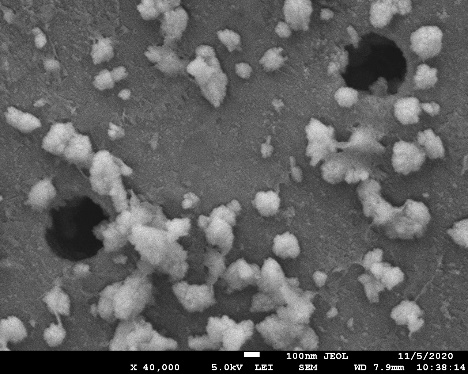 100nm JEOL 11/5/2020
X 40,000 5.0kV LEI SEM WD 7.9mm 10:38:14